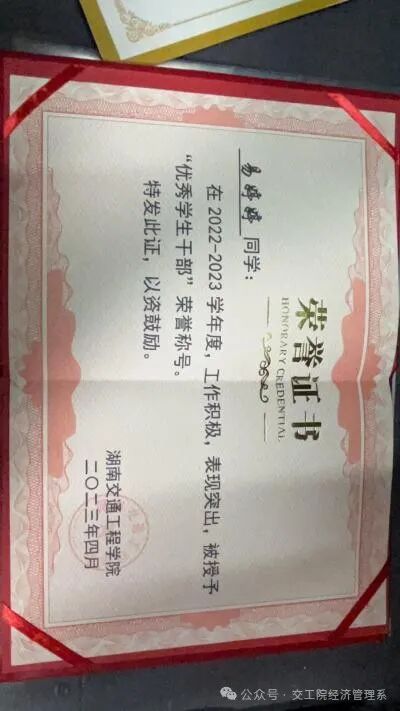 荣誉证书
HONORARY CREDENTIAL
易婷婷 同学：
在 2022-2023 学年度，工作积极，表现突出，被授予
“优秀学生干部”荣誉称号。
特发此证，以资鼓励。
湖南交通工程学院
二〇二三年四月
公众号 · 交工院经济管理系